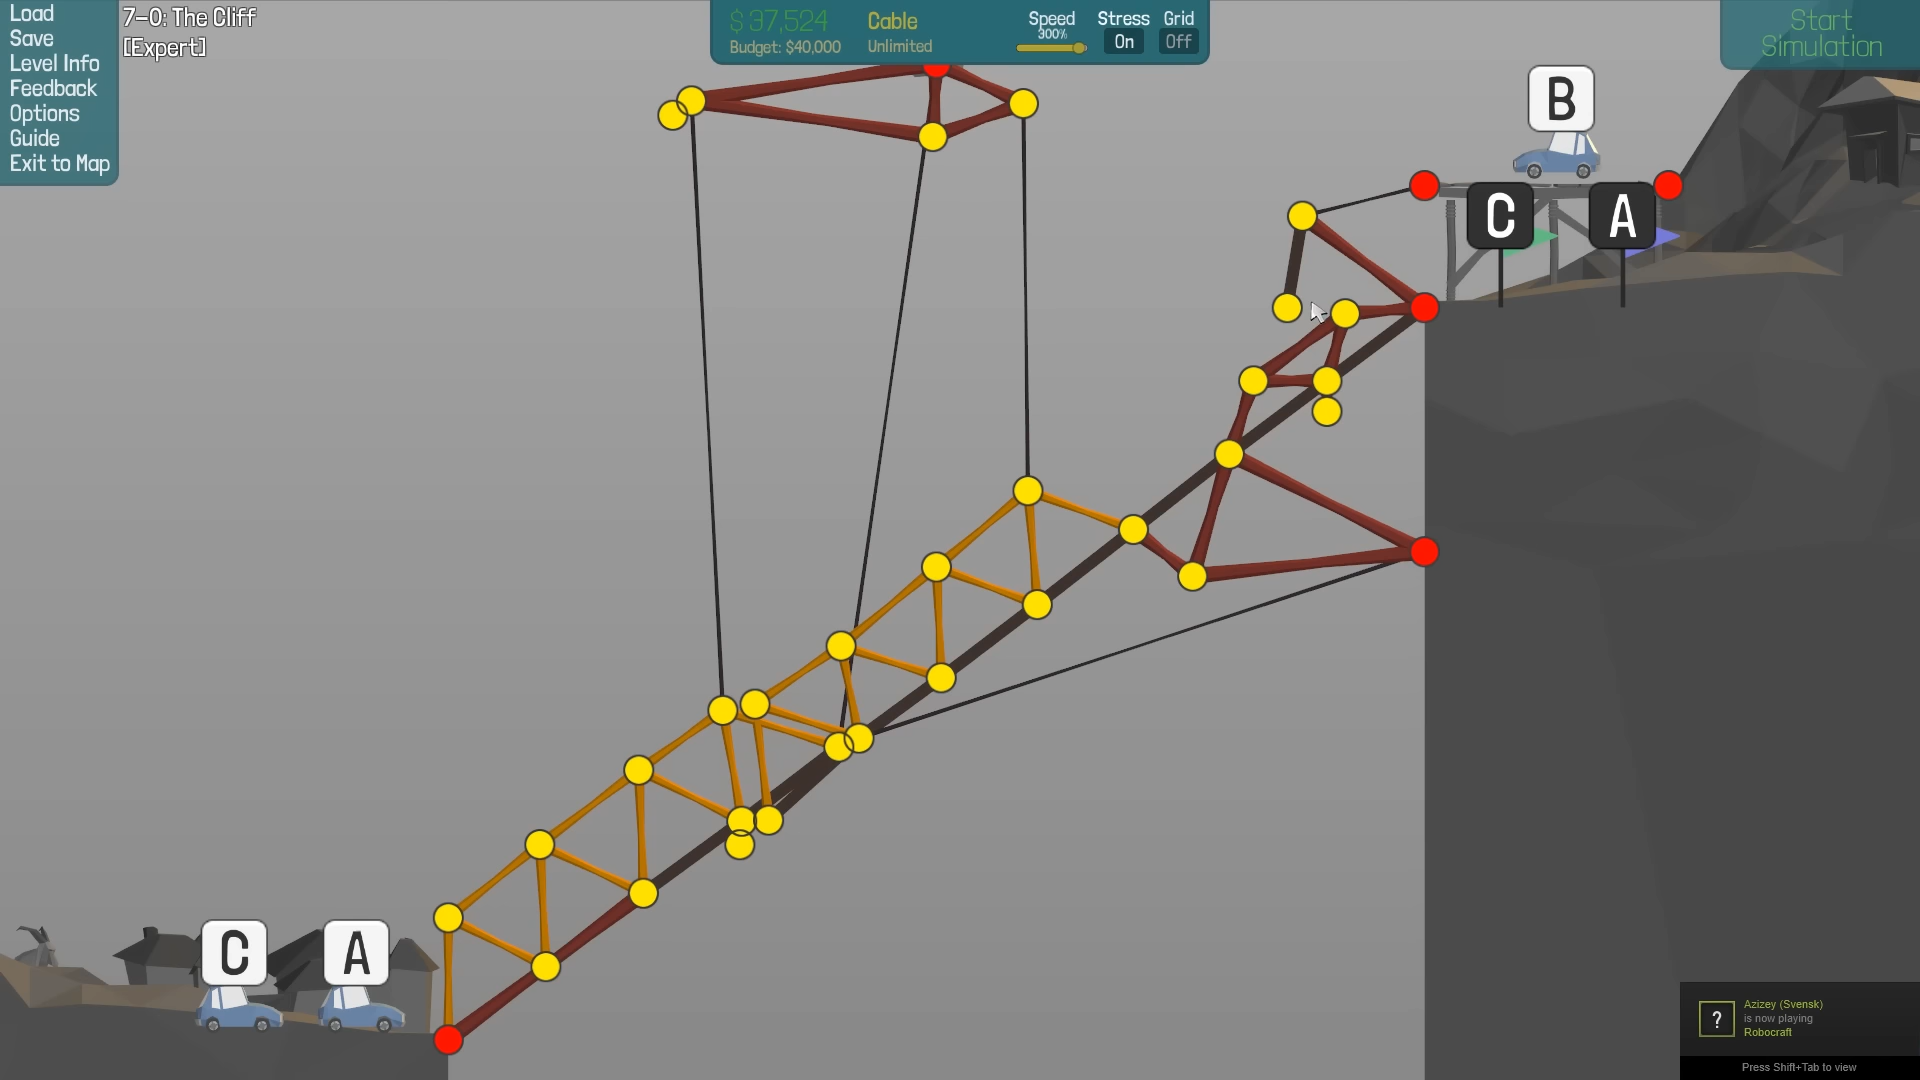 Load
Save
Level Info
Feedback
Options
Guide
Exit to Map
7-0: The Cliff
[Expert]
$ 37,524
Budget: $40,000
Cable
Unlimited
Speed
300%
Stress
On
Grid
Off
Start
Simulation
B
C
A
C
A
?
Azizey (Svensk)
is now playing
Robocraft
Press Shift+Tab to view